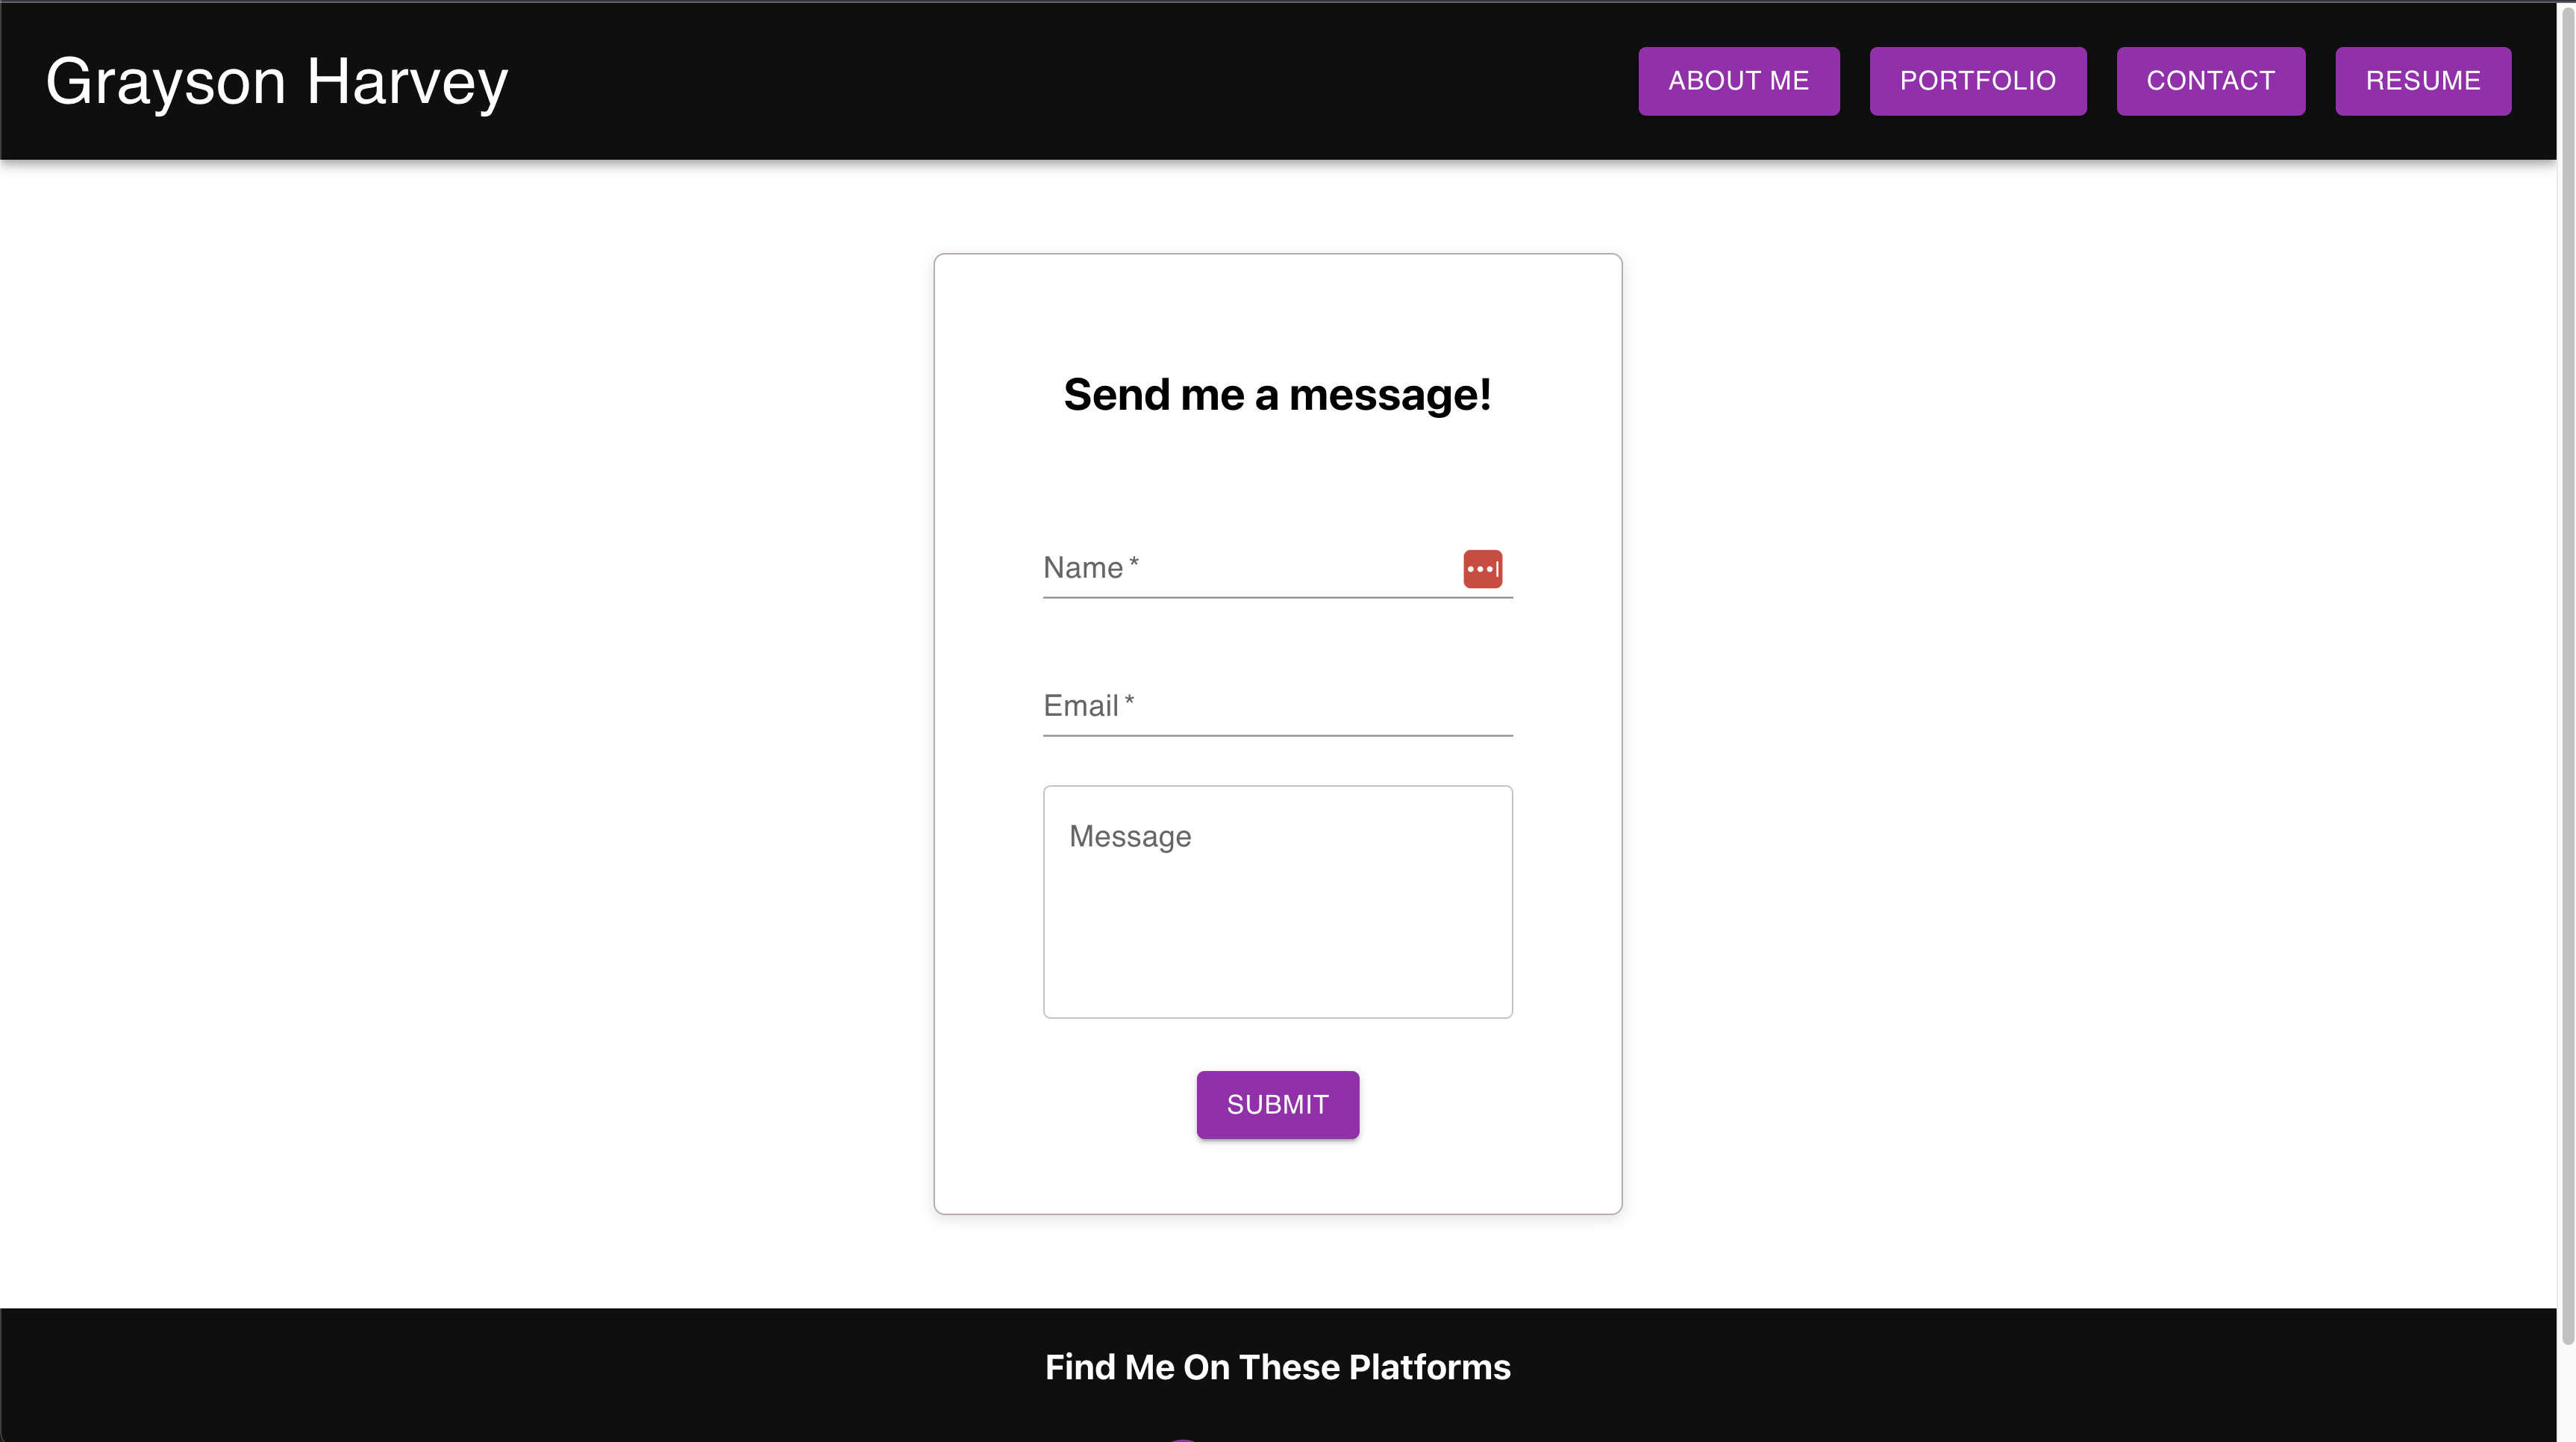 Grayson Harvey
ABOUT ME
PORTFOLIO
CONTACT
RESUME
Send me a message!
Name *
Email *
Message
SUBMIT
Find Me On These Platforms